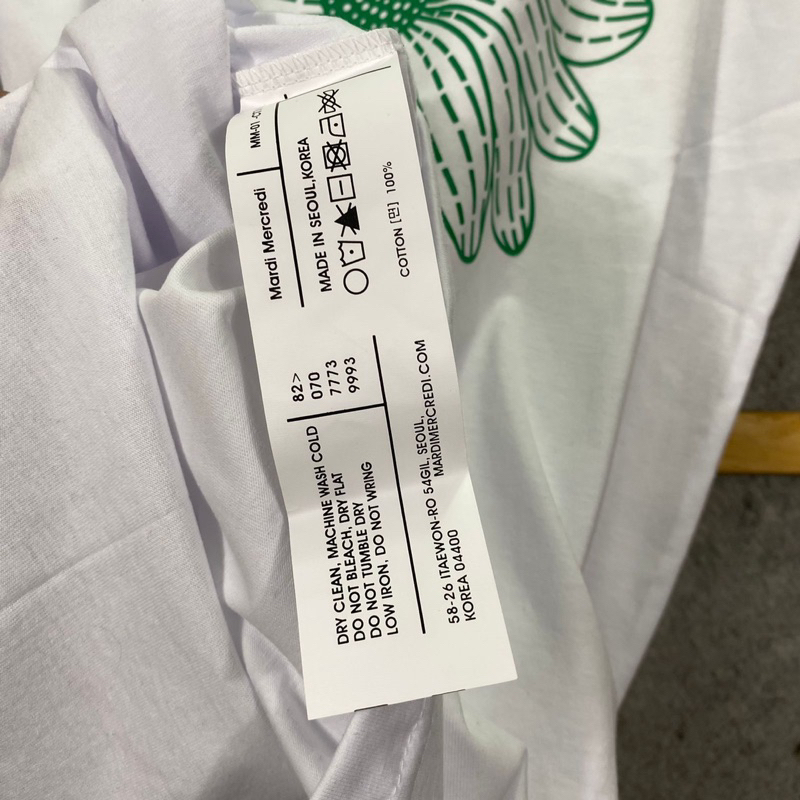 Mardi Mercredi
MADE IN SEOUL,KOREA
COTTON [면] 100%
82>
070
7773
9993
DRY CLEAN, MACHINE WASH COLD
DO NOT BLEACH, DRY FLAT
DO NOT TUMBLE DRY
LOW IRON, DO NOT WRING
58-26 ITAEWON-RO 54GIL, SEOUL,
KOREA 04400
MARDIMERCREDI.COM